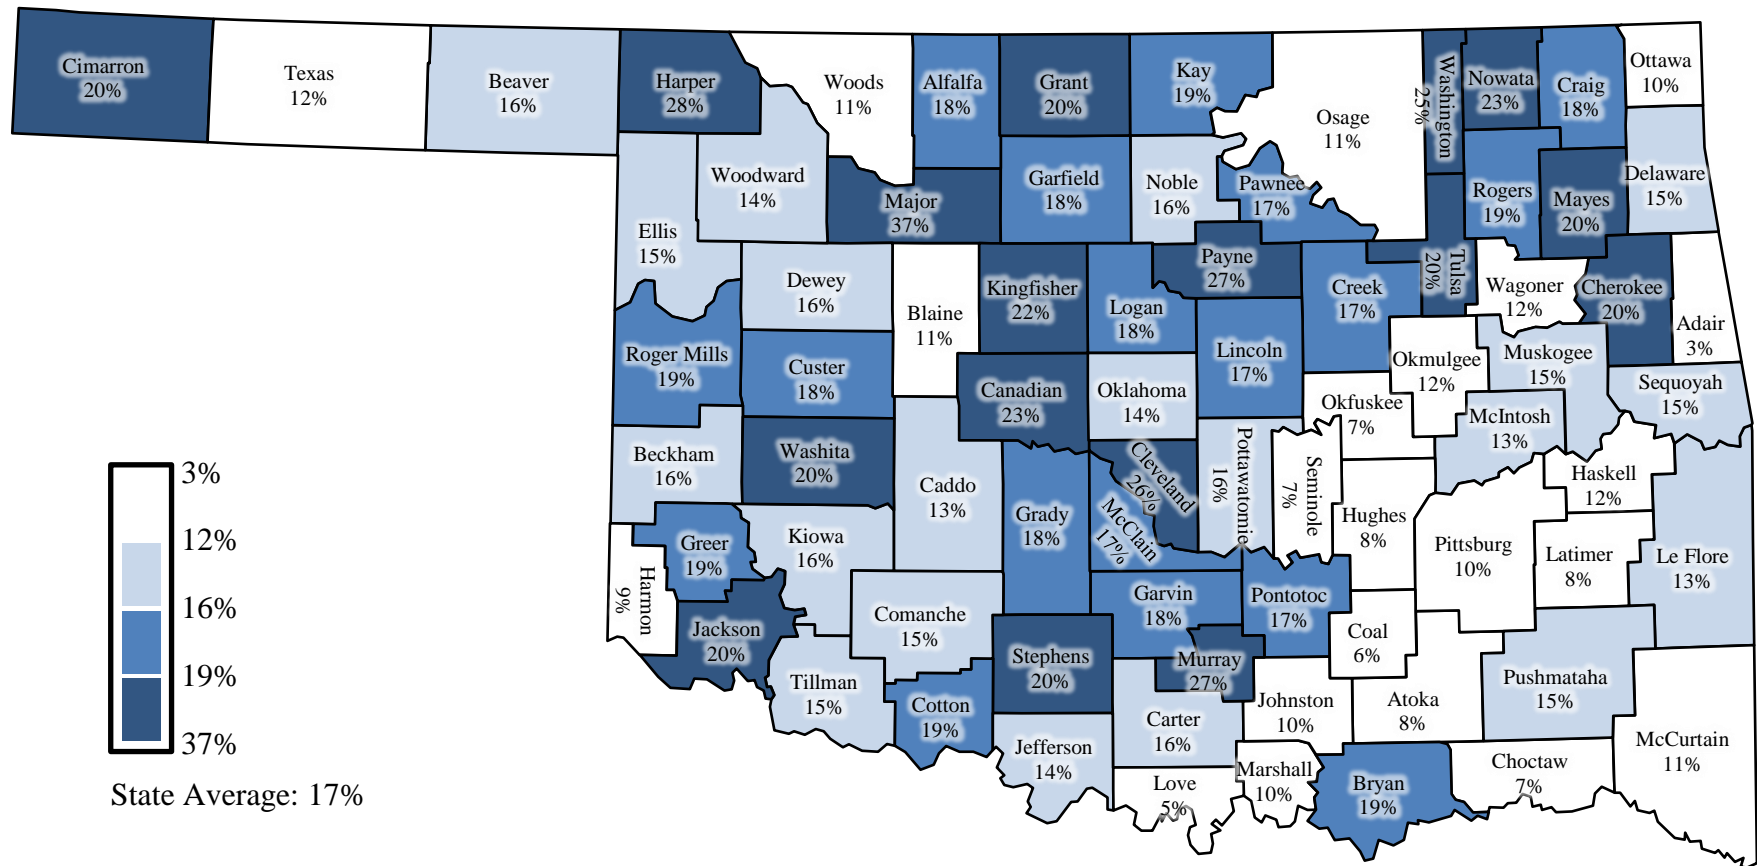 Cimarron
20%
Texas
12%
Beaver
16%
Harper
28%
Woods
11%
Alfalfa
18%
Grant
20%
Kay
19%
Osage
11%
Washington
25%
Nowata
23%
Craig
18%
Ottawa
10%
Woodward
14%
Ellis
15%
Major
37%
Garfield
18%
Noble
16%
Pawnee
17%
Rogers
19%
Mayes
20%
Delaware
15%
Dewey
16%
Blaine
11%
Kingfisher
22%
Logan
18%
Payne
27%
Creek
17%
Tulsa
20%
Wagoner
12%
Cherokee
20%
Adair
3%
Roger Mills
19%
Custer
18%
Canadian
23%
Oklahoma
14%
Lincoln
17%
Okmulgee
12%
Muskogee
15%
Sequoyah
15%
Okfuskee
7%
McIntosh
13%
Beckham
16%
Washita
20%
Caddo
13%
Grady
18%
Cleveland
26%
McClain
17%
Pottawatomie
16%
Seminole
7%
Hughes
8%
Haskell
12%
Pittsburg
10%
Latimer
8%
Le Flore
13%
Greer
19%
Kiowa
16%
Harmon
9%
Jackson
20%
Comanche
15%
Garvin
18%
Pontotoc
17%
Coal
6%
Tillman
15%
Cotton
19%
Stephens
20%
Murray
27%
Johnston
10%
Atoka
8%
Pushmataha
15%
McCurtain
11%
Jefferson
14%
Carter
16%
Love
5%
Marshall
10%
Bryan
19%
Choctaw
7%
3%
12%
16%
19%
37%
State Average: 17%